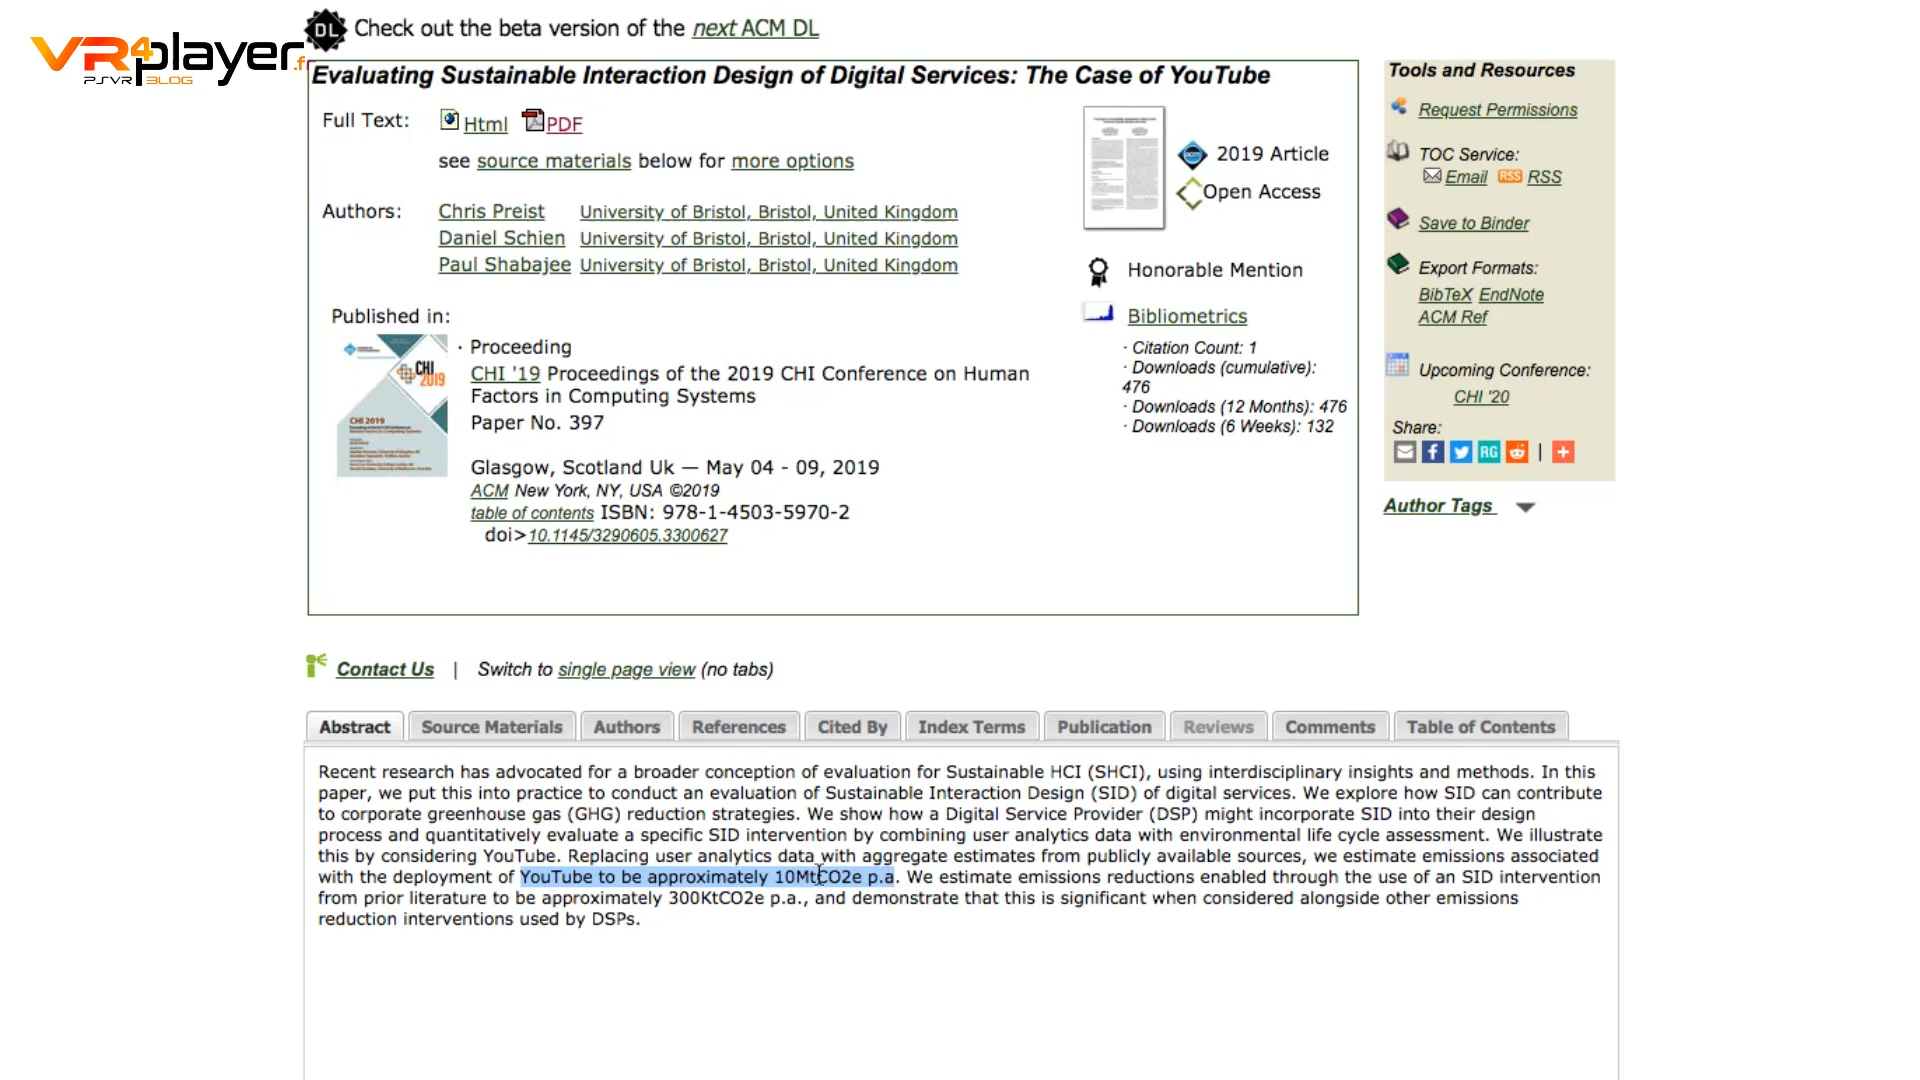 DL Check out the beta version of the next ACM DL
VR4player.fr
PSVR BLOG
Evaluating Sustainable Interaction Design of Digital Services: The Case of YouTube
Full Text: Html PDF
see source materials below for more options
2019 Article
Open Access
Authors: Chris Preist University of Bristol, Bristol, United Kingdom
Daniel Schien University of Bristol, Bristol, United Kingdom
Paul Shabajee University of Bristol, Bristol, United Kingdom
Honorable Mention
Bibliometrics
· Citation Count: 1
· Downloads (cumulative):
476
· Downloads (12 Months): 476
· Downloads (6 Weeks): 132
Published in:
CHI
2019
CHI 2019
· Proceeding
CHI '19 Proceedings of the 2019 CHI Conference on Human
Factors in Computing Systems
Paper No. 397
Glasgow, Scotland Uk — May 04 - 09, 2019
ACM New York, NY, USA ©2019
table of contents ISBN: 978-1-4503-5970-2
doi>10.1145/3290605.3300627
Tools and Resources
Request Permissions
TOC Service:
Email RSS RSS
Save to Binder
Export Formats:
BibTeX EndNote
ACM Ref
Upcoming Conference:
CHI '20
Share:
RG | +
Author Tags
Contact Us | Switch to single page view (no tabs)
Abstract Source Materials Authors References Cited By Index Terms Publication Reviews Comments Table of Contents
Recent research has advocated for a broader conception of evaluation for Sustainable HCI (SHCI), using interdisciplinary insights and methods. In this
paper, we put this into practice to conduct an evaluation of Sustainable Interaction Design (SID) of digital services. We explore how SID can contribute
to corporate greenhouse gas (GHG) reduction strategies. We show how a Digital Service Provider (DSP) might incorporate SID into their design
process and quantitatively evaluate a specific SID intervention by combining user analytics data with environmental life cycle assessment. We illustrate
this by considering YouTube. Replacing user analytics data with aggregate estimates from publicly available sources, we estimate emissions associated
with the deployment of YouTube to be approximately 10MtCO2e p.a. We estimate emissions reductions enabled through the use of an SID intervention
from prior literature to be approximately 300KtCO2e p.a., and demonstrate that this is significant when considered alongside other emissions
reduction interventions used by DSPs.